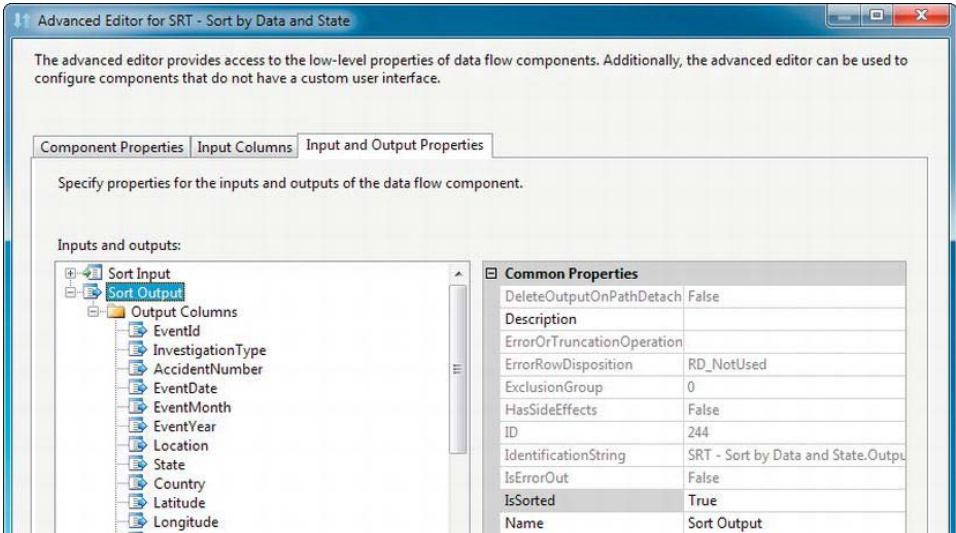 Advanced Editor for SRT - Sort by Data and State
The advanced editor provides access to the low-level properties of data flow components. Additionally, the advanced editor can be used to
configure components that do not have a custom user interface.
Component Properties Input Columns Input and Output Properties
Specify properties for the inputs and outputs of the data flow component.
Inputs and outputs:
Sort Input
Sort Output
Output Columns
EventId
InvestigationType
AccidentNumber
EventDate
EventMonth
EventYear
Location
State
Country
Latitude
Longitude
Common Properties
DeleteOutputOnPathDetach False
Description
ErrorOrTruncationOperation
ErrorRowDisposition RD_NotUsed
ExclusionGroup 0
HasSideEffects False
ID 244
IdentificationString SRT - Sort by Data and State.Outpu
IsErrorOut False
IsSorted True
Name Sort Output